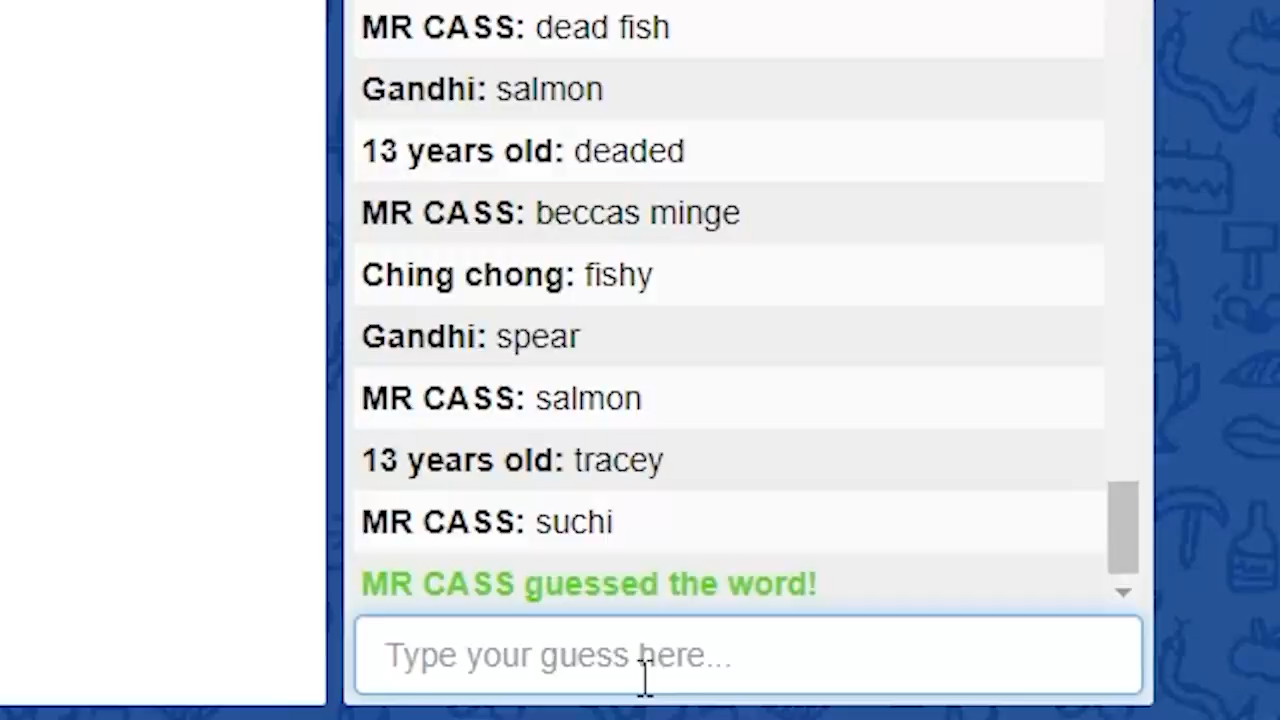 MR CASS: dead fish
Gandhi: salmon
13 years old: deaded
MR CASS: beccas minge
Ching chong: fishy
Gandhi: spear
MR CASS: salmon
13 years old: tracey
MR CASS: suchi
MR CASS guessed the word!
Type your guess here...